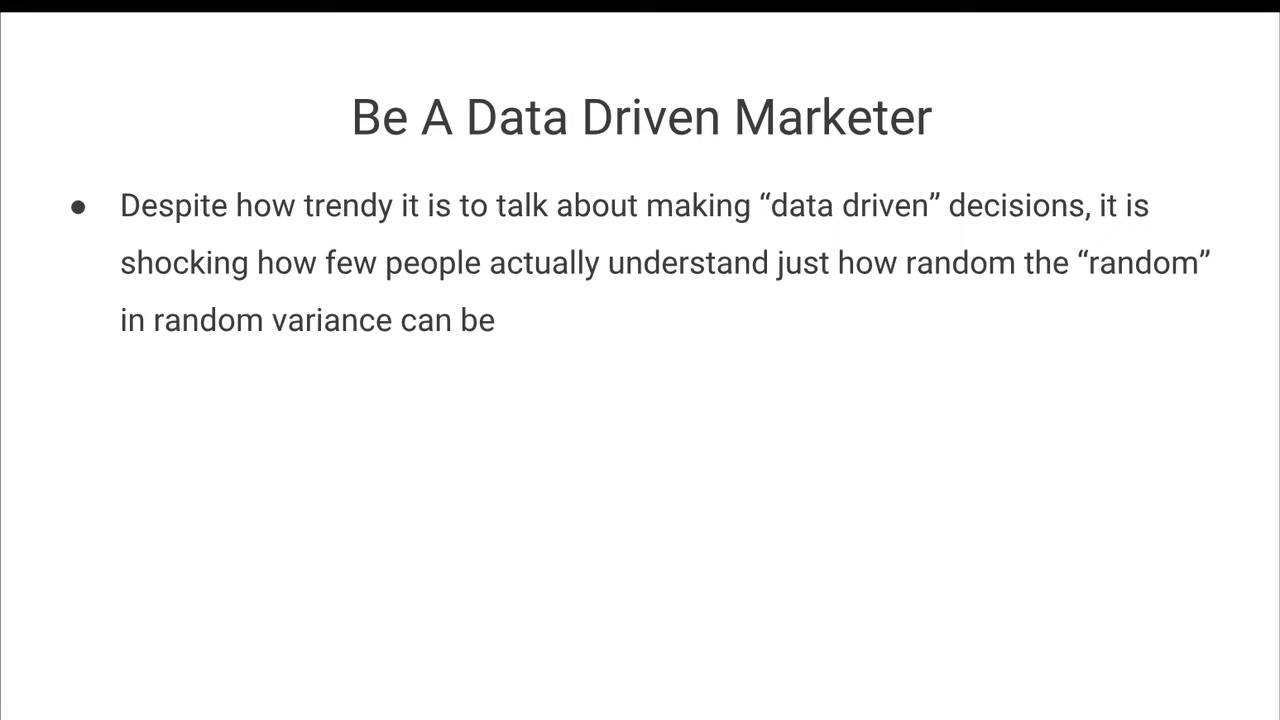 Be A Data Driven Marketer
● Despite how trendy it is to talk about making “data driven” decisions, it is
shocking how few people actually understand just how random the “random”
in random variance can be